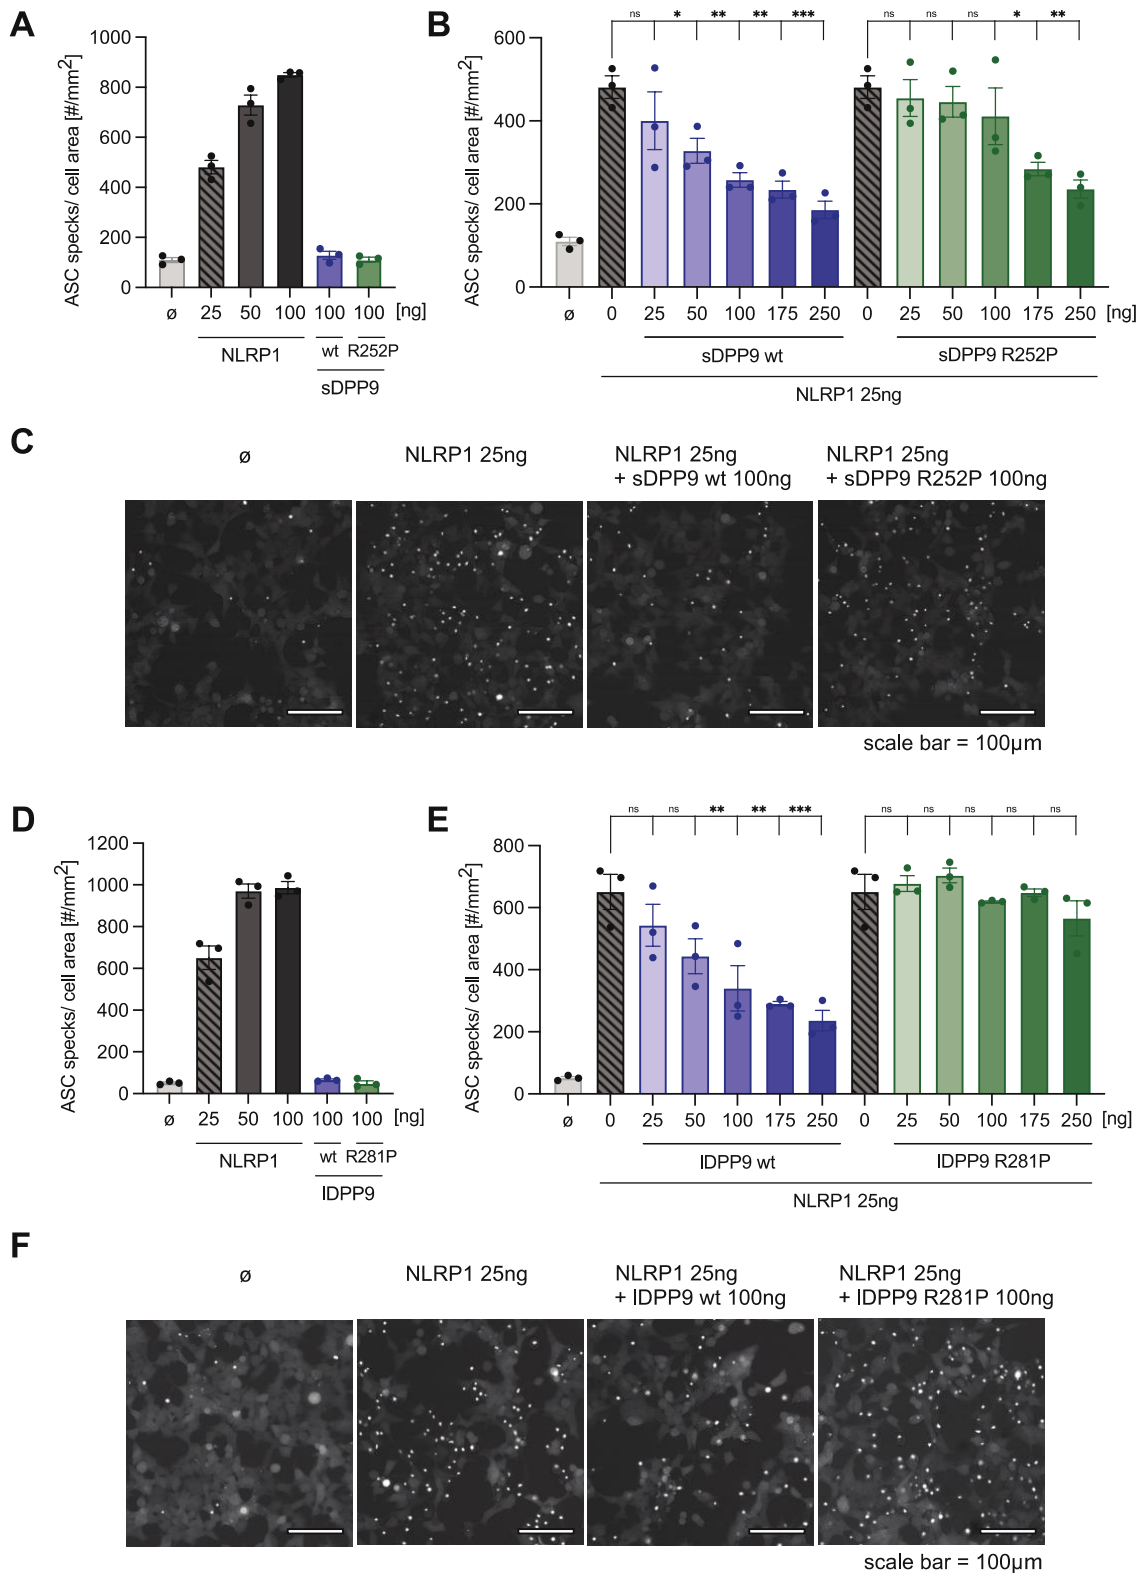 A
ASC specks/ cell area [#/mm²]
1000
800
600
400
200
0
ø 25 50 100 100 100 [ng]
NLRP1 wt R252P
sDPP9
B
ns * ** ** *** ns ns ns * **
ASC specks/ cell area [#/mm²]
600
400
200
0
ø 0 25 50 100 175 250 0 25 50 100 175 250 [ng]
sDPP9 wt sDPP9 R252P
NLRP1 25ng
C
ø
NLRP1 25ng
NLRP1 25ng
+ sDPP9 wt 100ng
NLRP1 25ng
+ sDPP9 R252P 100ng
scale bar = 100µm
D
ASC specks/ cell area [#/mm²]
1200
1000
800
600
400
200
0
ø 25 50 100 100 100 [ng]
NLRP1 wt R281P
lDPP9
E
ns ns ** ** *** ns ns ns ns ns
ASC specks/ cell area [#/mm²]
800
600
400
200
0
ø 0 25 50 100 175 250 0 25 50 100 175 250 [ng]
lDPP9 wt lDPP9 R281P
NLRP1 25ng
F
ø
NLRP1 25ng
NLRP1 25ng
+ lDPP9 wt 100ng
NLRP1 25ng
+ lDPP9 R281P 100ng
scale bar = 100µm